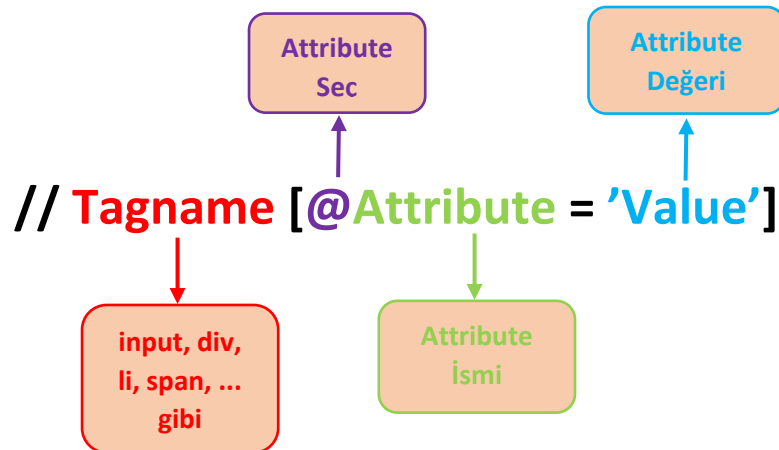 Attribute
Sec
Attribute
Değeri
// Tagname [@Attribute = ’Value’]
input, div,
li, span, ...
gibi
Attribute
İsmi